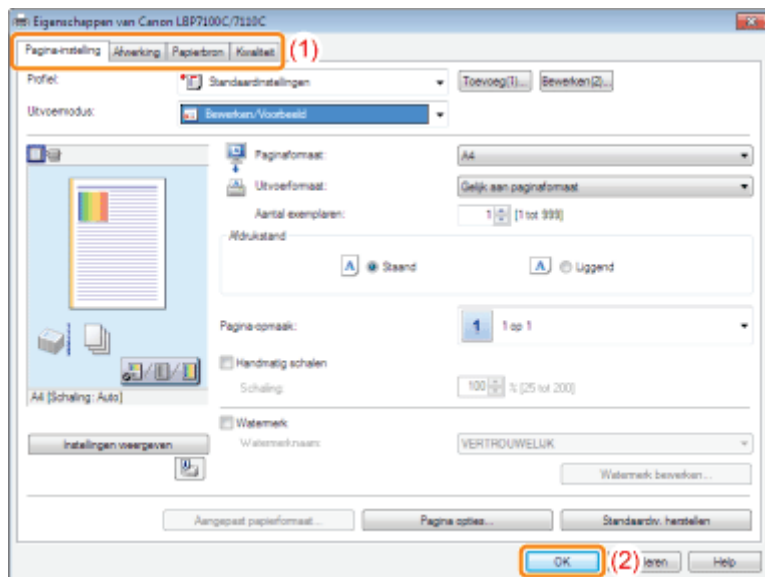 Eigenschappen van Canon LBP7100C/7110C
Pagina-instelling Afwerking Papierbron Kwaliteit (1)
Profiel: Standaardinstellingen Toevoeg(1)... Bewerken(2)...
Uitvoermodus: Bewerken/Voorbeeld
Paginaformaat: A4
Uitvoerformaat: Gelijk aan paginaformaat
Aantal exemplaren: 1 [1 tot 999]
Afdrukstand
A Staand A Liggend
Pagina-opmaak: 1 1 op 1
Handmatig schalen
Schaling: 100 % [25 tot 200]
A4 [Schaling: Auto]
Watermerk
Watermerknaam: VERTROUWELIJK
Instellingen weergeven
Watermerk bewerken...
Aangepast papierformaat... Pagina opties... Standaardw. herstellen
OK (2) leren Help